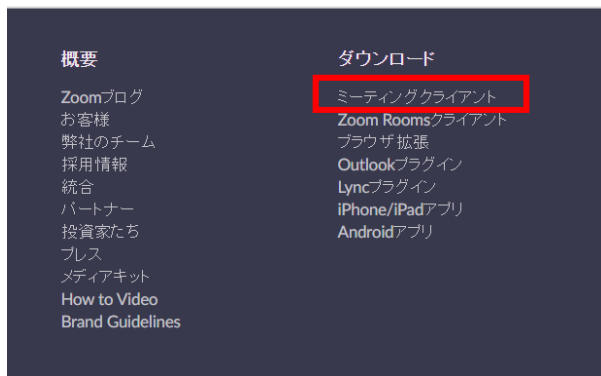 概要
Zoomブログ
お客様
弊社のチーム
採用情報
統合
パートナー
投資家たち
プレス
メディアキット
How to Video
Brand Guidelines
ダウンロード
ミーティングクライアント
Zoom Roomsクライアント
ブラウザ拡張
Outlookプラグイン
Lyncプラグイン
iPhone/iPadアプリ
Androidアプリ